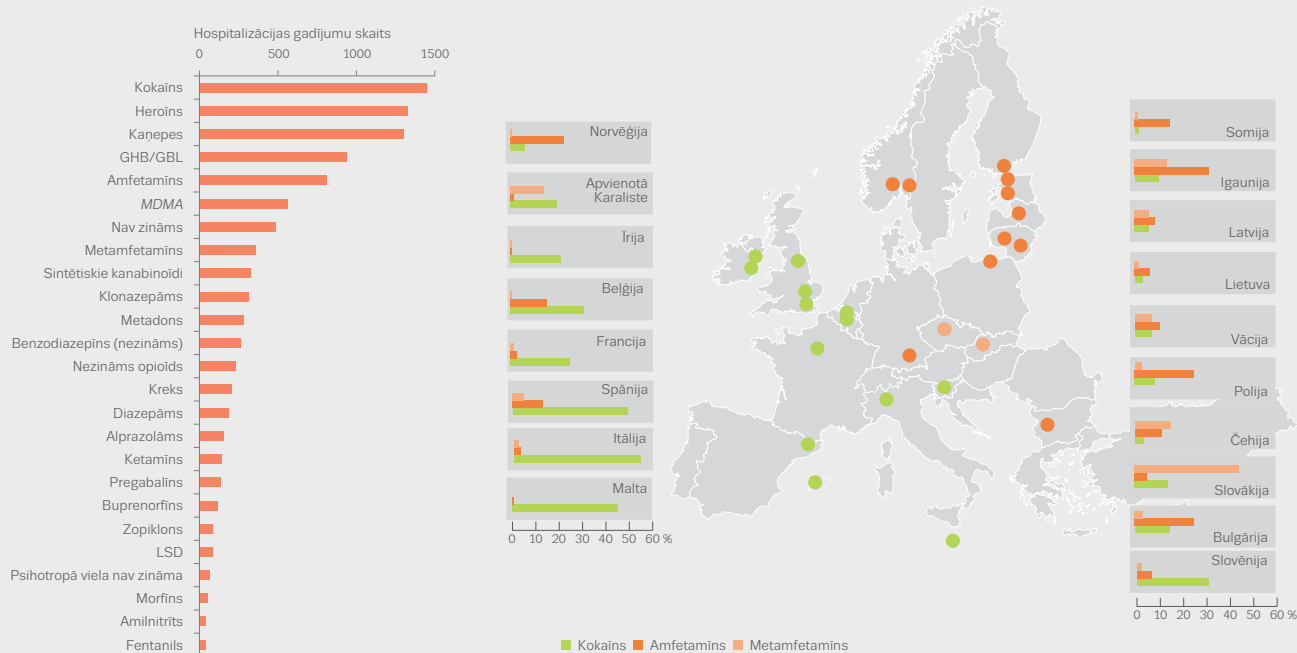 Hospitalizācijas gadījumu skaits
0 500 1000 1500
Kokaīns
Heroīns
Kaņepes
GHB/GBL
Amfetamīns
MDMA
Nav zināms
Metamfetamīns
Sintētiskie kanabinoīdi
Klonazepāms
Metadons
Benzodiazepīns (nezināms)
Nezināms opioīds
Kreks
Diazepāms
Alprazolāms
Ketamīns
Pregabalīns
Buprenorfīns
Zopiklons
LSD
Psihotropā viela nav zināma
Morfīns
Amilnitrīts
Fentanils
Norvēģija
Apvienotā
Karaliste
Īrija
Beļģija
Francija
Spānija
Itālija
Malta
0 10 20 30 40 50 60 %
Somija
Igaunija
Latvija
Lietuva
Vācija
Polija
Čehija
Slovākija
Bulgārija
Slovēnija
0 10 20 30 40 50 60 %
Kokaīns Amfetamīns Metamfetamīns